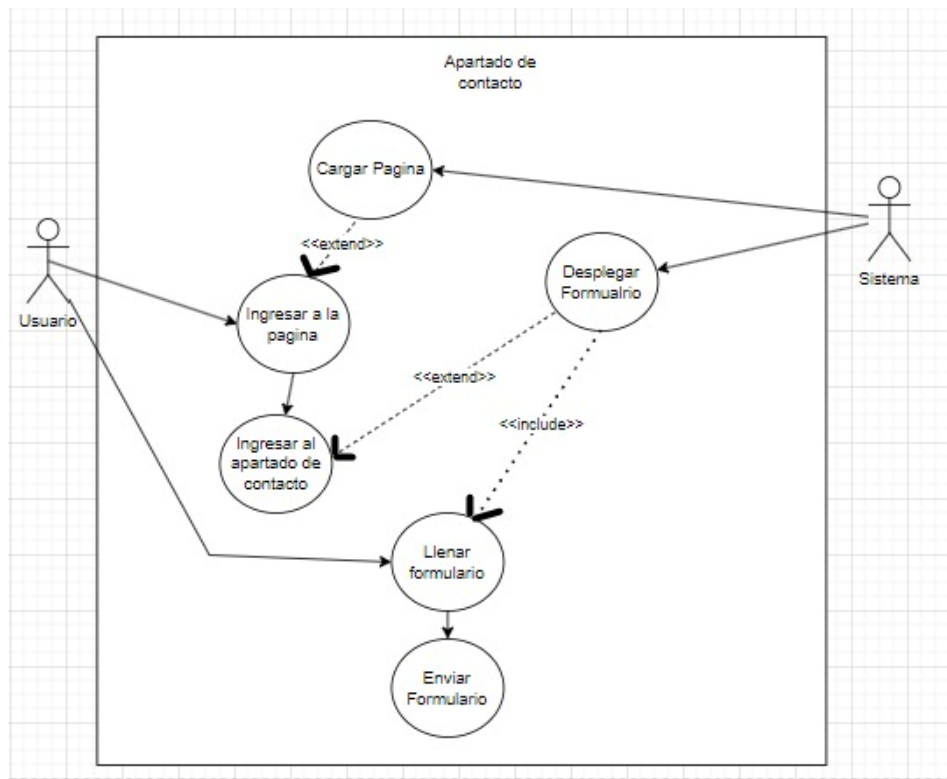 Apartado de
contacto
Cargar Pagina
<<extend>>
Desplegar
Formualrio
Sistema
Usuario
Ingresar a la
pagina
<<extend>>
<<include>>
Ingresar al
apartado de
contacto
Llenar
formulario
Enviar
Formulario